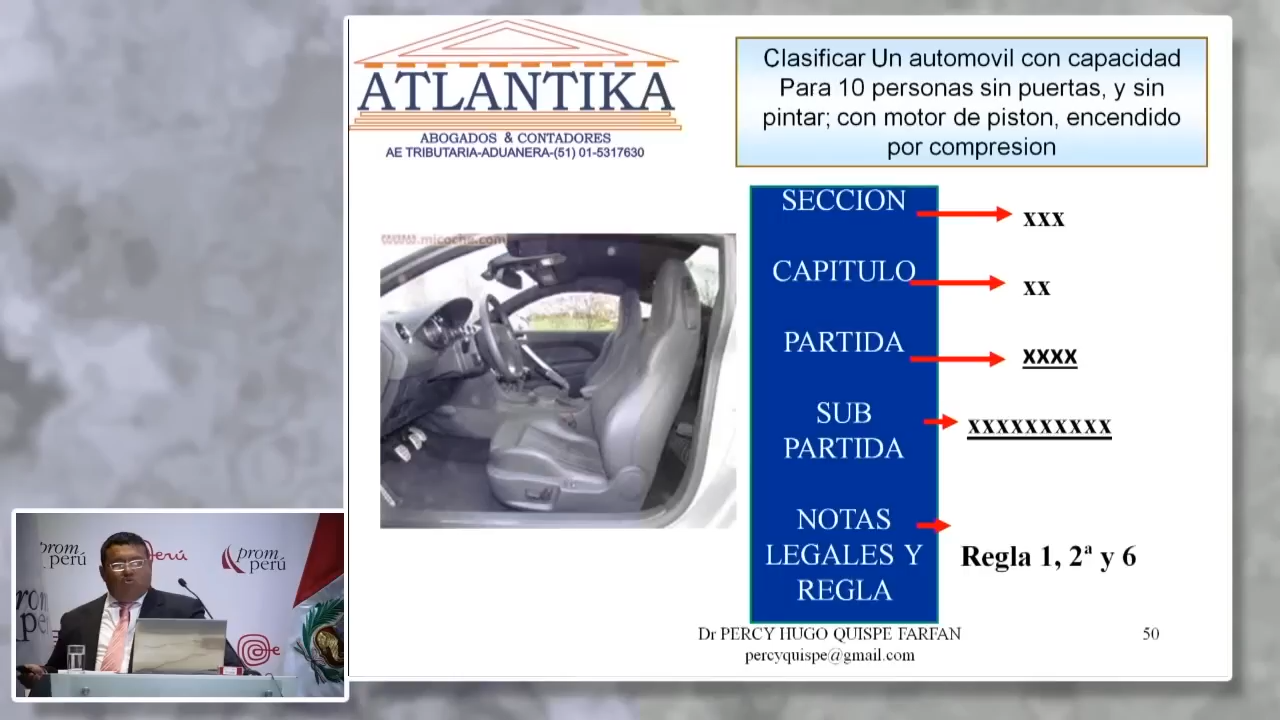 ATLANTIKA
ABOGADOS & CONTADORES
AE TRIBUTARIA-ADUANERA-(51) 01-5317630
Clasificar Un automovil con capacidad
Para 10 personas sin puertas, y sin
pintar; con motor de piston, encendido
por compresion
www.micoche.com
SECCION
xxx
CAPITULO
xx
PARTIDA
xxxx
SUB
PARTIDA
xxxxxxxxxx
NOTAS
LEGALES Y
REGLA
Regla 1, 2ª y 6
Dr PERCY HUGO QUISPE FARFAN
percyquispe@gmail.com
50
prom
perú
Perú
prom
perú